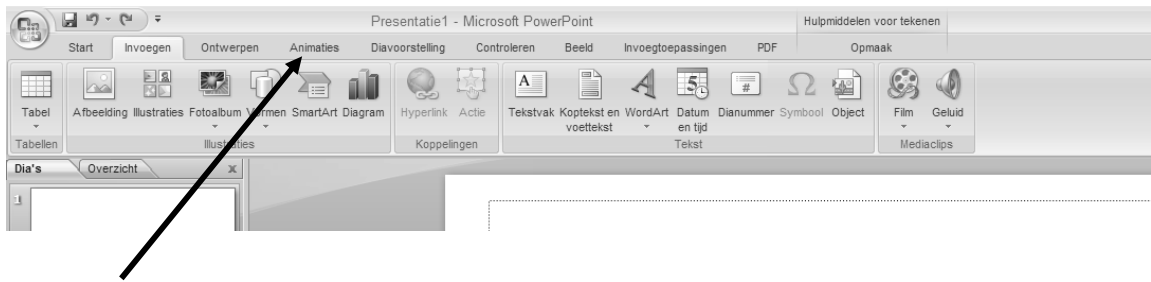 Presentatie1 - Microsoft PowerPoint
Hulpmiddelen voor tekenen
Start Invoegen Ontwerpen Animaties Diavoorstelling Controleren Beeld Invoegtoepassingen PDF Opmaak
Tabel Afbeelding Illustraties Fotoalbum Vormen SmartArt Diagram Hyperlink Actie Tekstvak Koptekst en voettekst WordArt Datum en tijd Dianummer Symbool Object Film Geluid
Tabellen Illustraties Koppelingen Tekst Mediaclips
Dia's Overzicht x
1